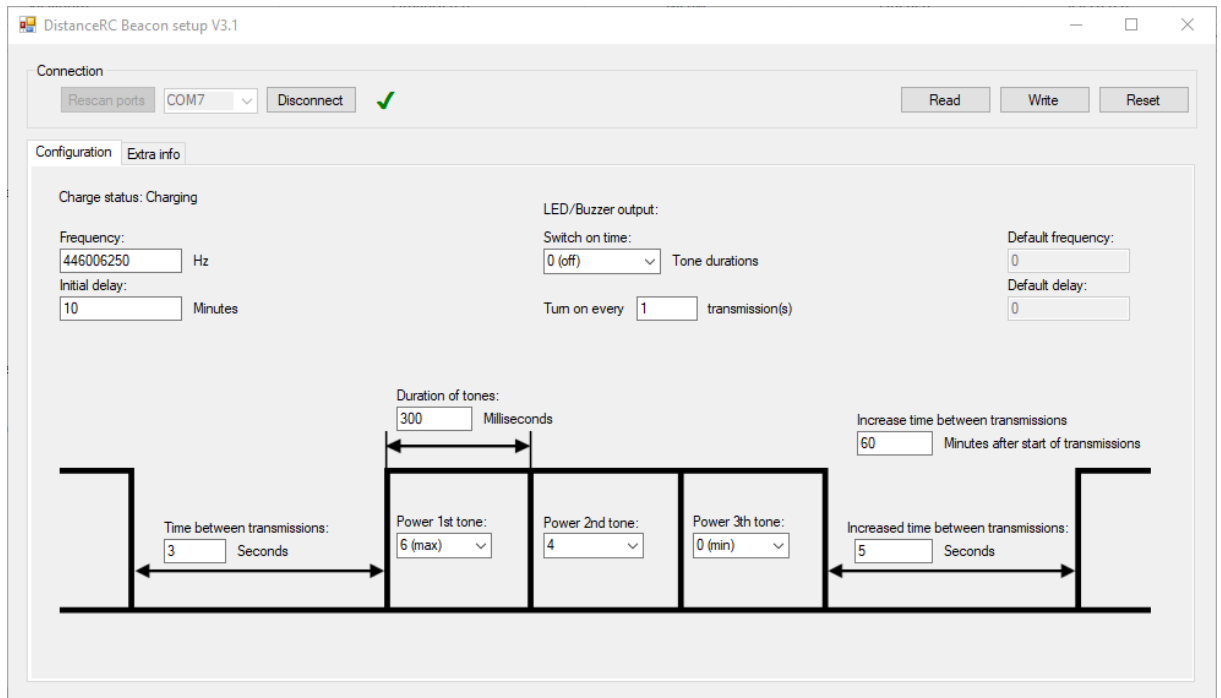 DistanceRC Beacon setup V3.1
Connection
Rescan ports COM7 Disconnect Read Write Reset
Configuration Extra info
Charge status: Charging
LED/Buzzer output:
Frequency: Switch on time: Default frequency:
446006250 Hz 0 (off) Tone durations 0
Initial delay: Default delay:
10 Minutes Turn on every 1 transmission(s) 0
Duration of tones:
300 Milliseconds
Increase time between transmissions
60 Minutes after start of transmissions
Time between transmissions: Power 1st tone: Power 2nd tone: Power 3th tone: Increased time between transmissions:
3 Seconds 6 (max) 4 0 (min) 5 Seconds